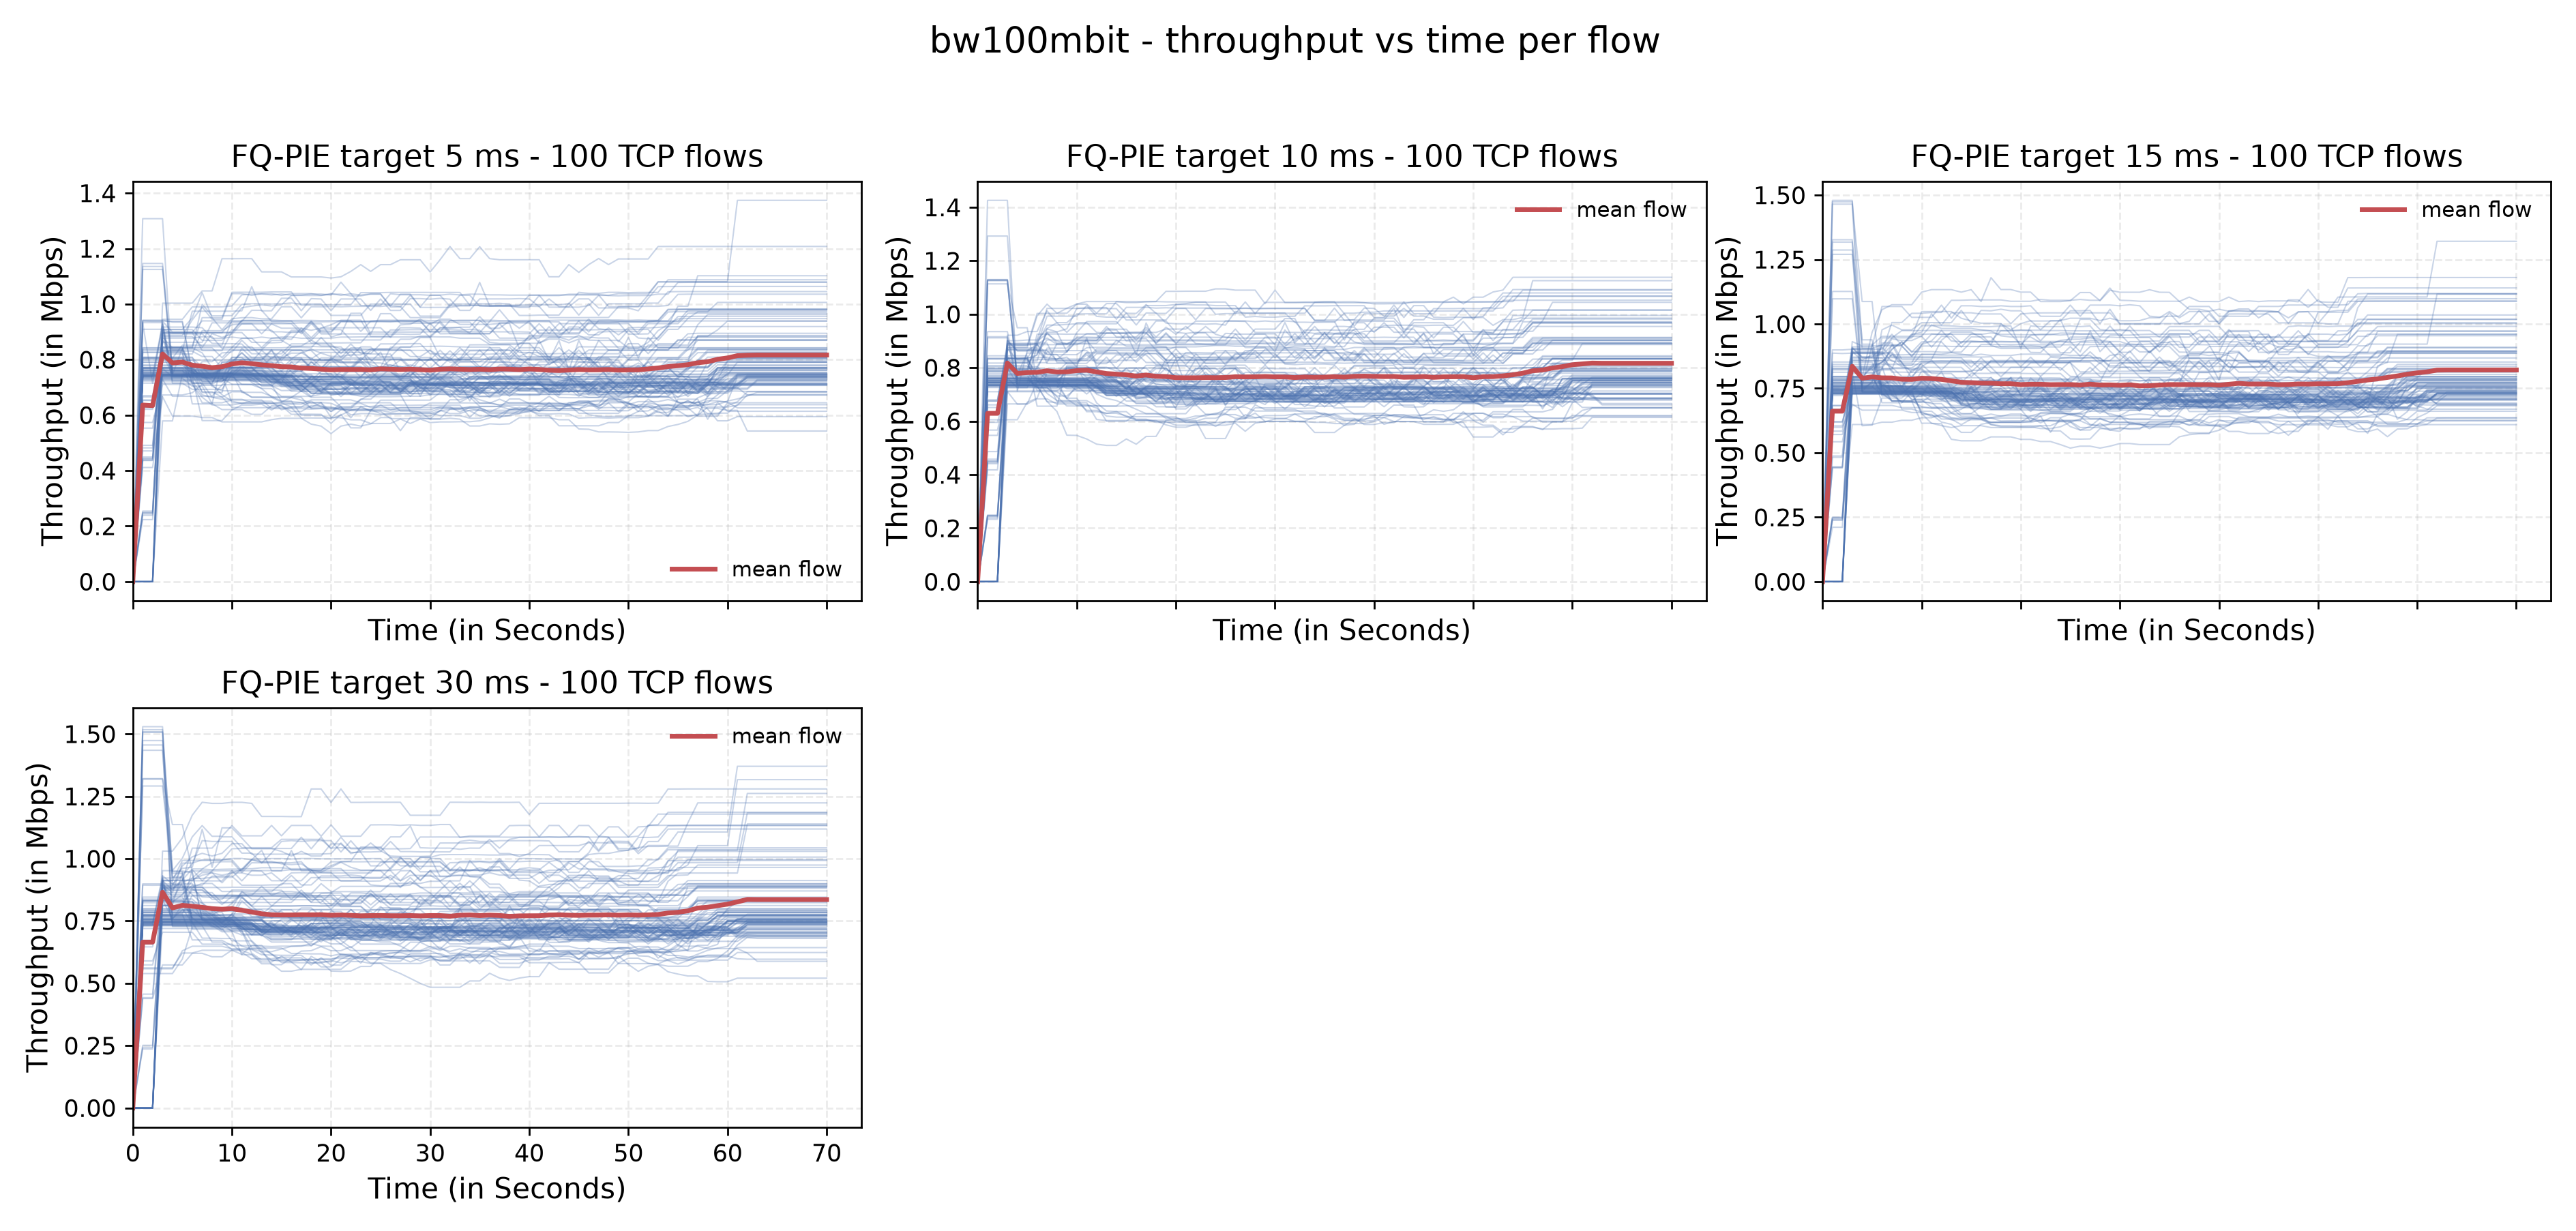 bw100mbit - throughput vs time per flow
FQ-PIE target 5 ms - 100 TCP flows
1.4
1.2
1.0
0.8
0.6
0.4
0.2
0.0
Throughput (in Mbps)
mean flow
Time (in Seconds)
FQ-PIE target 10 ms - 100 TCP flows
1.4
1.2
1.0
0.8
0.6
0.4
0.2
0.0
Throughput (in Mbps)
mean flow
Time (in Seconds)
FQ-PIE target 15 ms - 100 TCP flows
1.50
1.25
1.00
0.75
0.50
0.25
0.00
Throughput (in Mbps)
mean flow
Time (in Seconds)
FQ-PIE target 30 ms - 100 TCP flows
1.50
1.25
1.00
0.75
0.50
0.25
0.00
Throughput (in Mbps)
mean flow
0 10 20 30 40 50 60 70
Time (in Seconds)